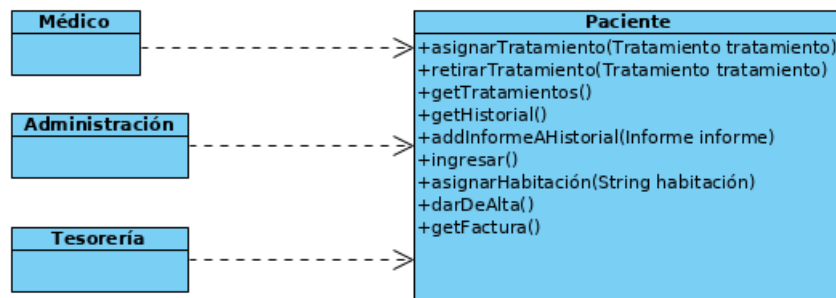 Médico
Administración
Tesorería
Paciente
+asignarTratamiento(Tratamiento tratamiento)
+retirarTratamiento(Tratamiento tratamiento)
+getTratamientos()
+getHistorial()
+addInformeAHistorial(Informe informe)
+ingresar()
+asignarHabitación(String habitación)
+darDeAlta()
+getFactura()